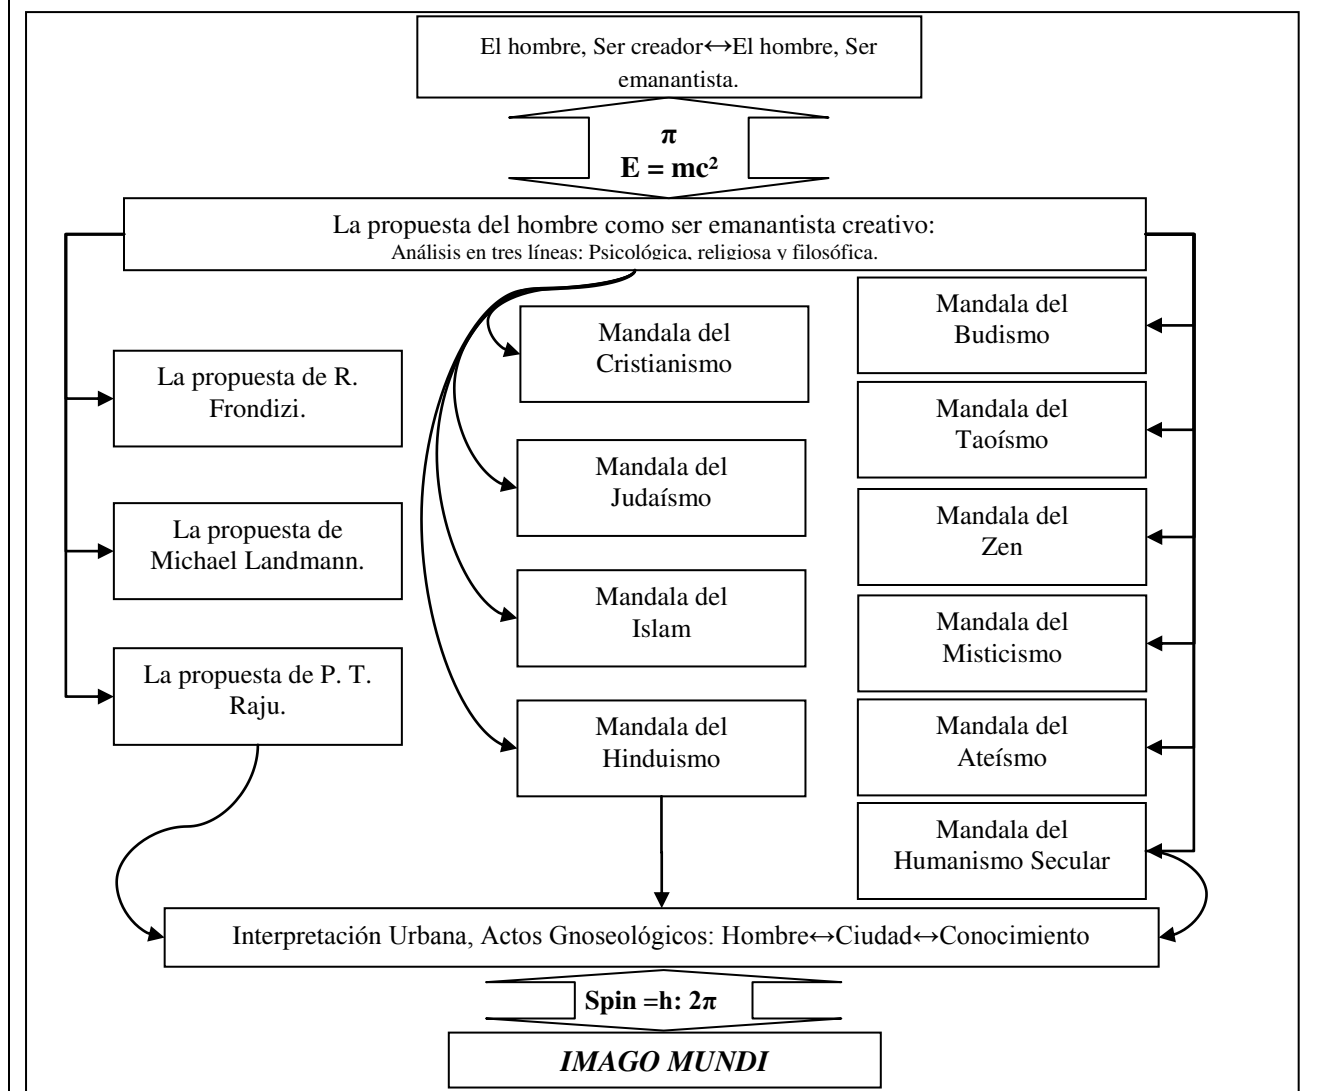 El hombre, Ser creador↔El hombre, Ser
emanantista.
π
E = mc²
La propuesta del hombre como ser emanantista creativo:
Análisis en tres líneas: Psicológica, religiosa y filosófica.
La propuesta de R.
Frondizi.
La propuesta de
Michael Landmann.
La propuesta de P. T.
Raju.
Mandala del
Cristianismo
Mandala del
Judaísmo
Mandala del
Islam
Mandala del
Hinduismo
Mandala del
Budismo
Mandala del
Taoísmo
Mandala del
Zen
Mandala del
Misticismo
Mandala del
Ateísmo
Mandala del
Humanismo Secular
Interpretación Urbana, Actos Gnoseológicos: Hombre↔Ciudad↔Conocimiento
Spin =h: 2π
IMAGO MUNDI